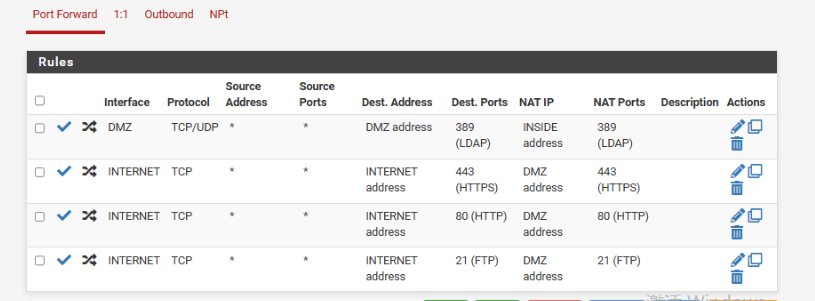 Port Forward 1:1 Outbound NPt
Rules
Source Source
Interface Protocol Address Ports Dest. Address Dest. Ports NAT IP NAT Ports Description Actions
DMZ TCP/UDP * * DMZ address 389 INSIDE 389
(LDAP) address (LDAP)
INTERNET TCP * * INTERNET 443 DMZ 443
address (HTTPS) address (HTTPS)
INTERNET TCP * * INTERNET 80 (HTTP) DMZ 80 (HTTP)
address address
INTERNET TCP * * INTERNET 21 (FTP) DMZ 21 (FTP)
address address
激活 Windows